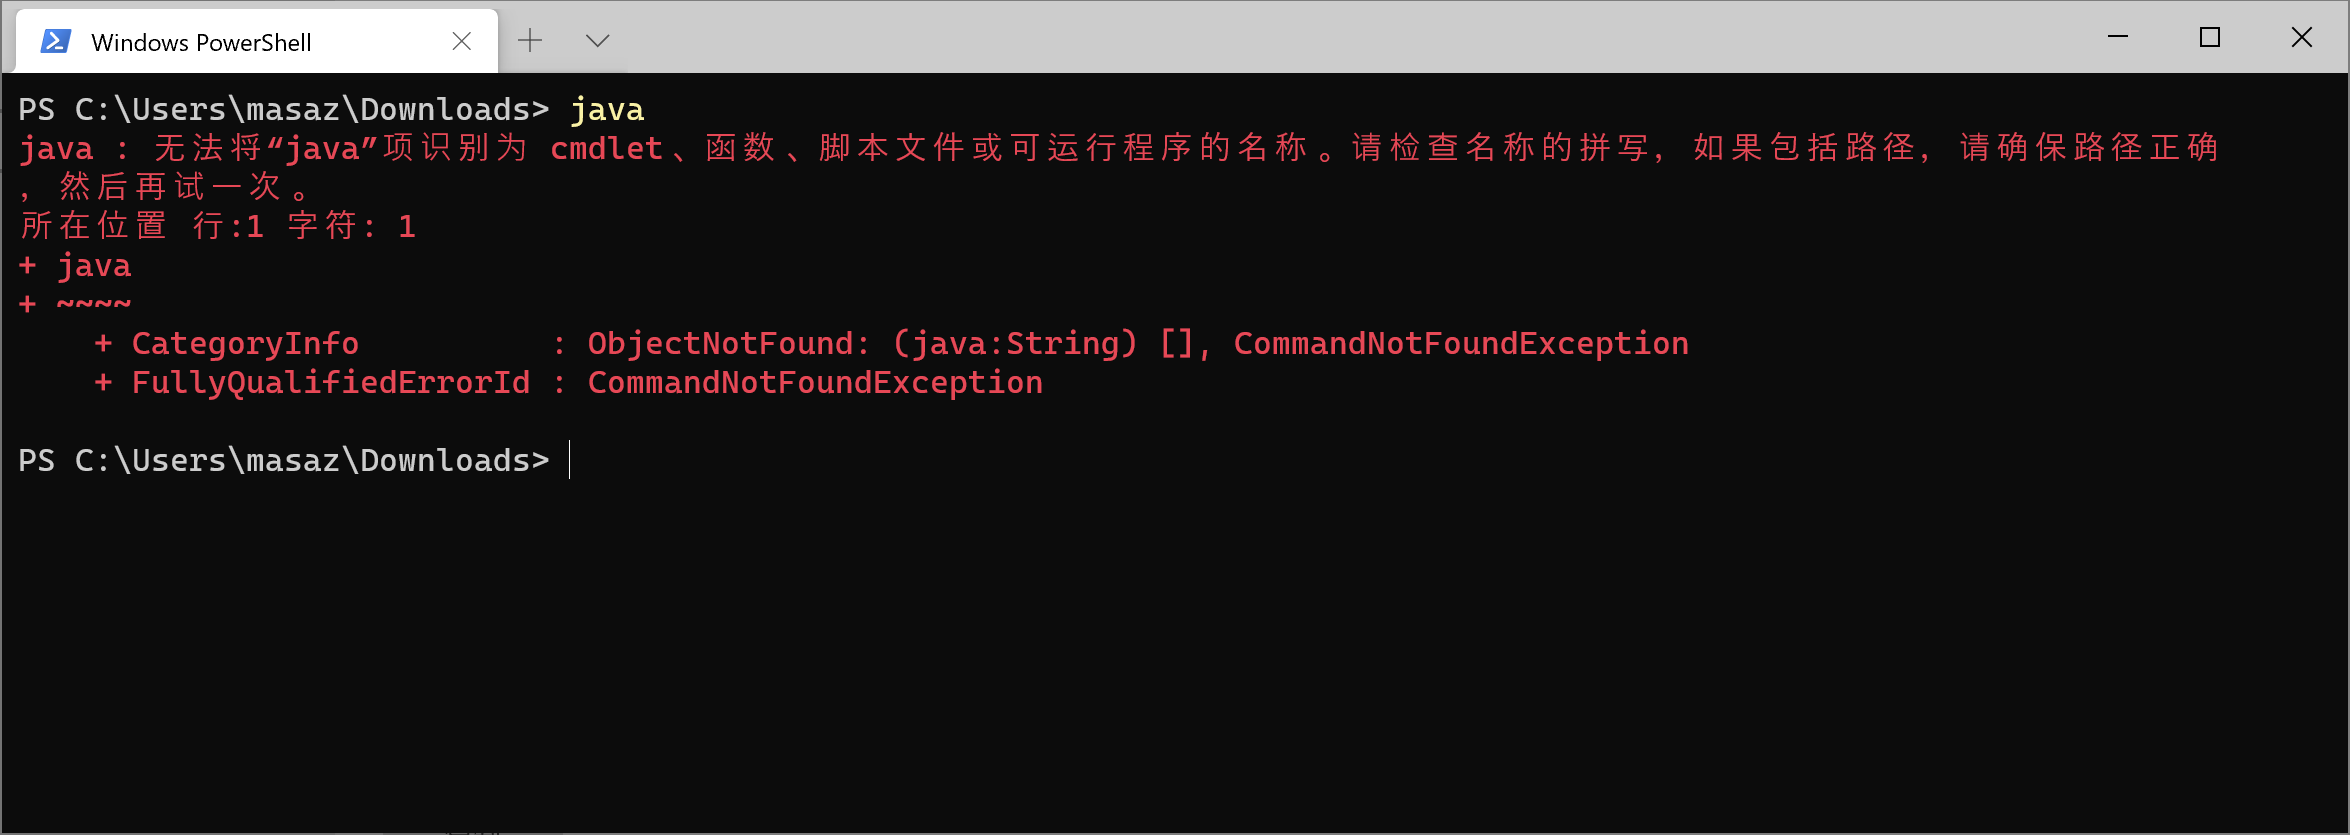 Windows PowerShell
PS C:\Users\masaz\Downloads> java
java : 无法将“java”项识别为 cmdlet、函数、脚本文件或可运行程序的名称。请检查名称的拼写，如果包括路径，请确保路径正确
，然后再试一次。
所在位置 行:1 字符: 1
+ java
+ ~~~~
    + CategoryInfo          : ObjectNotFound: (java:String) [], CommandNotFoundException
    + FullyQualifiedErrorId : CommandNotFoundException
PS C:\Users\masaz\Downloads>